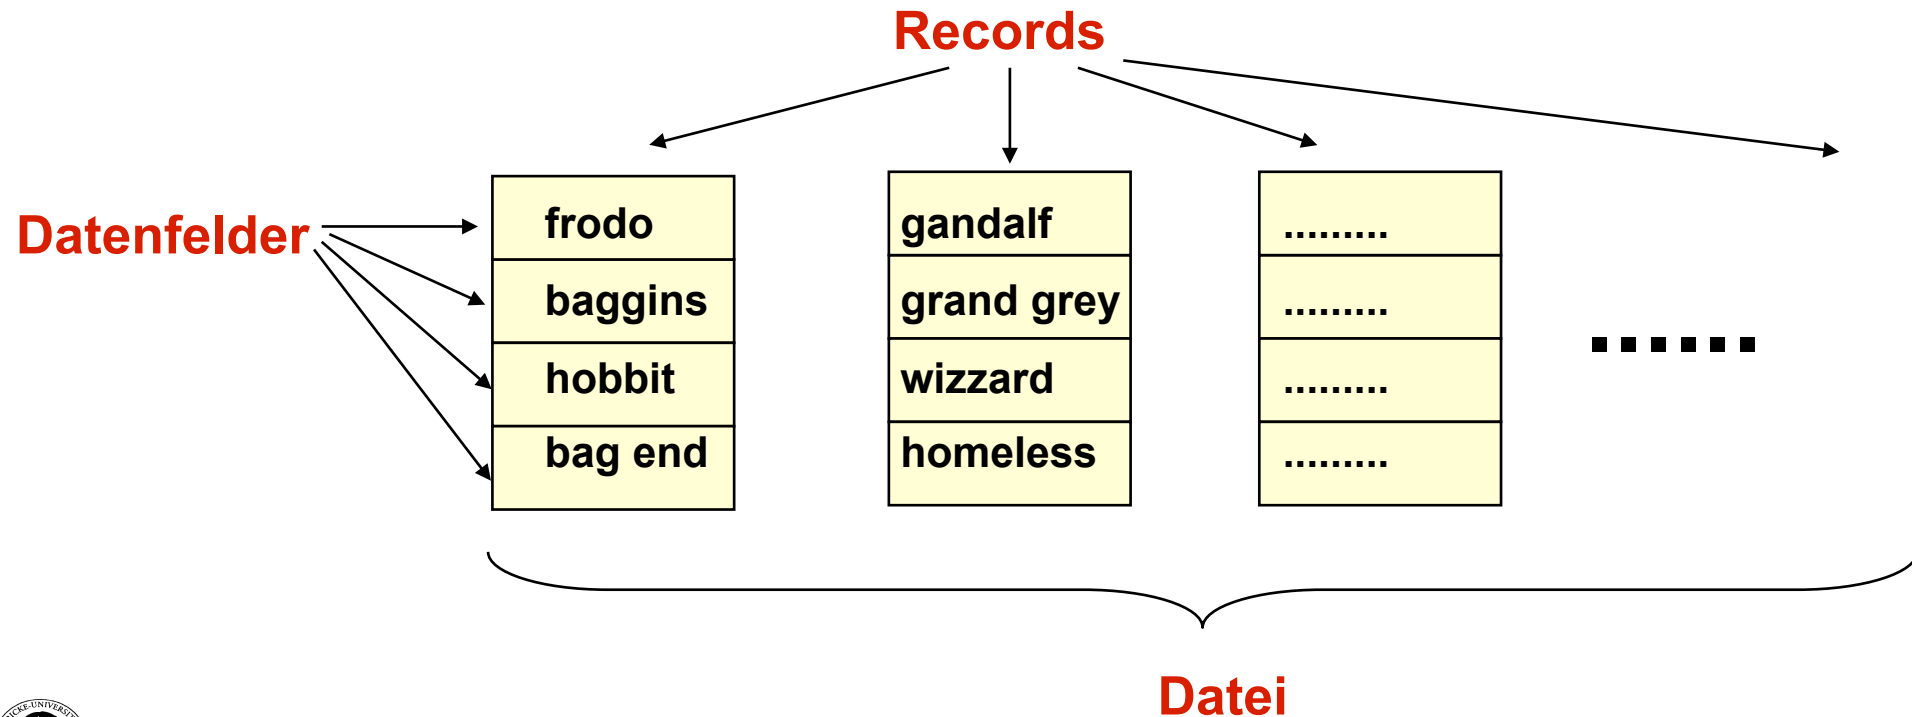 Records
Datenfelder
frodo
baggins
hobbit
bag end
gandalf
grand grey
wizzard
homeless
.........
.........
.........
.........
......
Datei